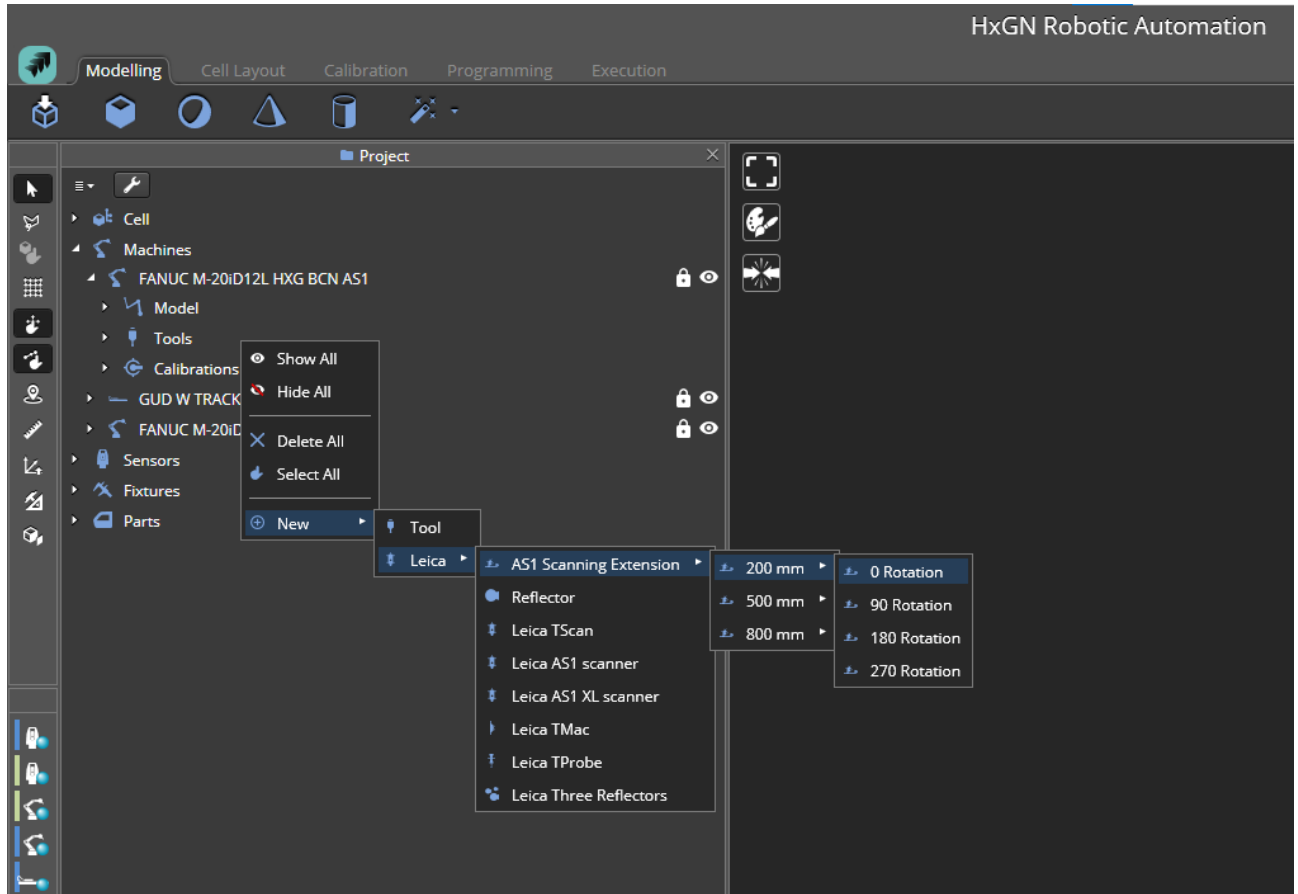 HxGN Robotic Automation
Modelling Cell Layout Calibration Programming Execution
Project
Cell
Machines
FANUC M-20iD12L HXG BCN AS1
Model
Tools
Calibrations
GUD W TRACK
FANUC M-20iD
Sensors
Fixtures
Parts
Show All
Hide All
Delete All
Select All
New
Tool
Leica
AS1 Scanning Extension
Reflector
Leica TScan
Leica AS1 scanner
Leica AS1 XL scanner
Leica TMac
Leica TProbe
Leica Three Reflectors
200 mm
500 mm
800 mm
0 Rotation
90 Rotation
180 Rotation
270 Rotation